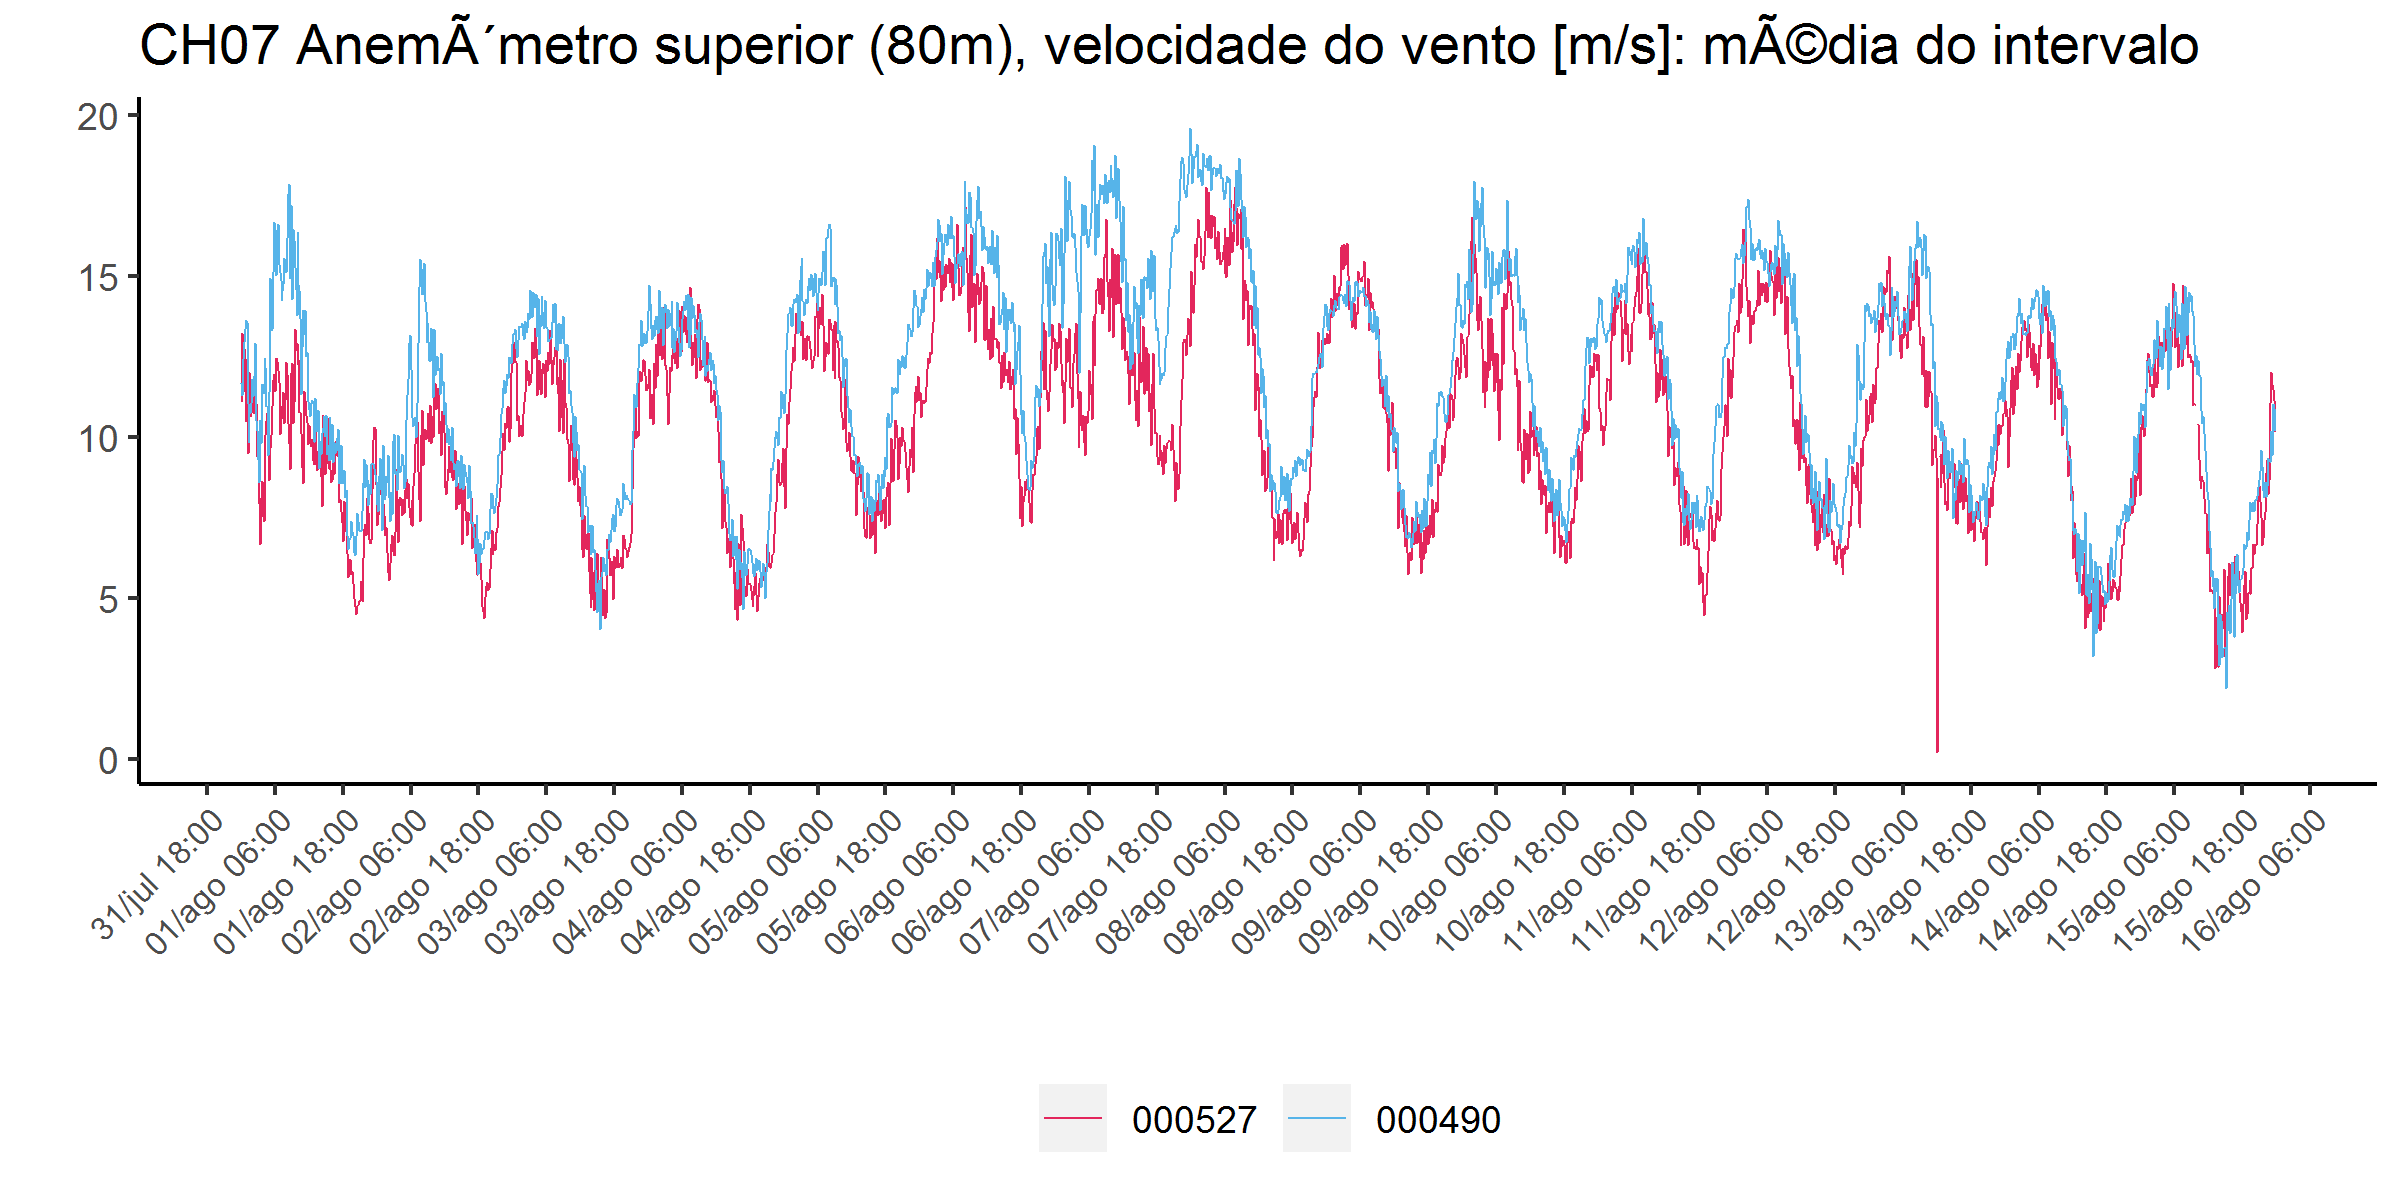 CH07 AnemÃ´metro superior (80m), velocidade do vento [m/s]: mÃ©dia do intervalo
20
15
10
5
0
31/jul 18:00
01/ago 06:00
01/ago 18:00
02/ago 06:00
02/ago 18:00
03/ago 06:00
03/ago 18:00
04/ago 06:00
04/ago 18:00
05/ago 06:00
05/ago 18:00
06/ago 06:00
06/ago 18:00
07/ago 06:00
07/ago 18:00
08/ago 06:00
08/ago 18:00
09/ago 06:00
09/ago 18:00
10/ago 06:00
10/ago 18:00
11/ago 06:00
11/ago 18:00
12/ago 06:00
12/ago 18:00
13/ago 06:00
13/ago 18:00
14/ago 06:00
14/ago 18:00
15/ago 06:00
15/ago 18:00
16/ago 06:00
000527
000490